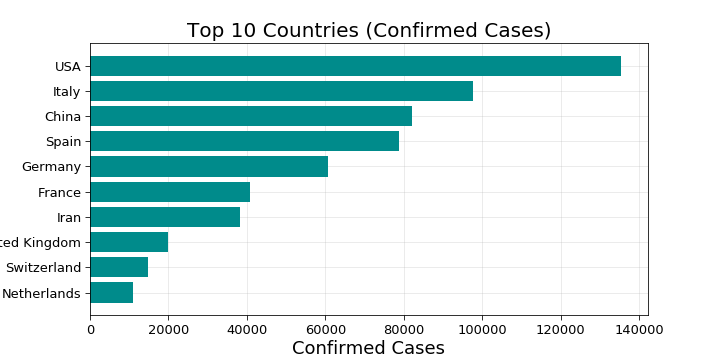 Top 10 Countries (Confirmed Cases)
USA
Italy
China
Spain
Germany
France
Iran
ted Kingdom
Switzerland
Netherlands
0 20000 40000 60000 80000 100000 120000 140000
Confirmed Cases